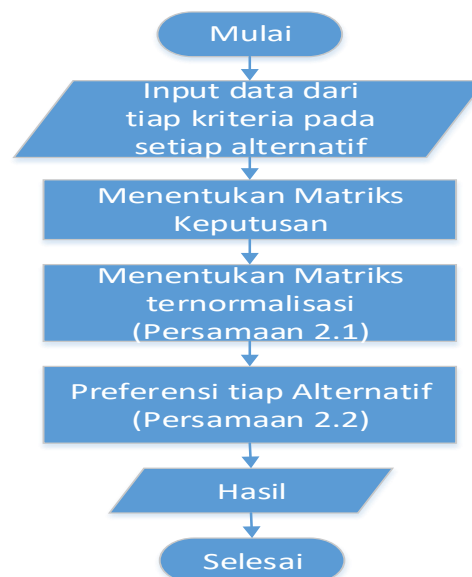 Mulai
Input data dari
tiap kriteria pada
setiap alternatif
Menentukan Matriks
Keputusan
Menentukan Matriks
ternormalisasi
(Persamaan 2.1)
Preferensi tiap Alternatif
(Persamaan 2.2)
Hasil
Selesai